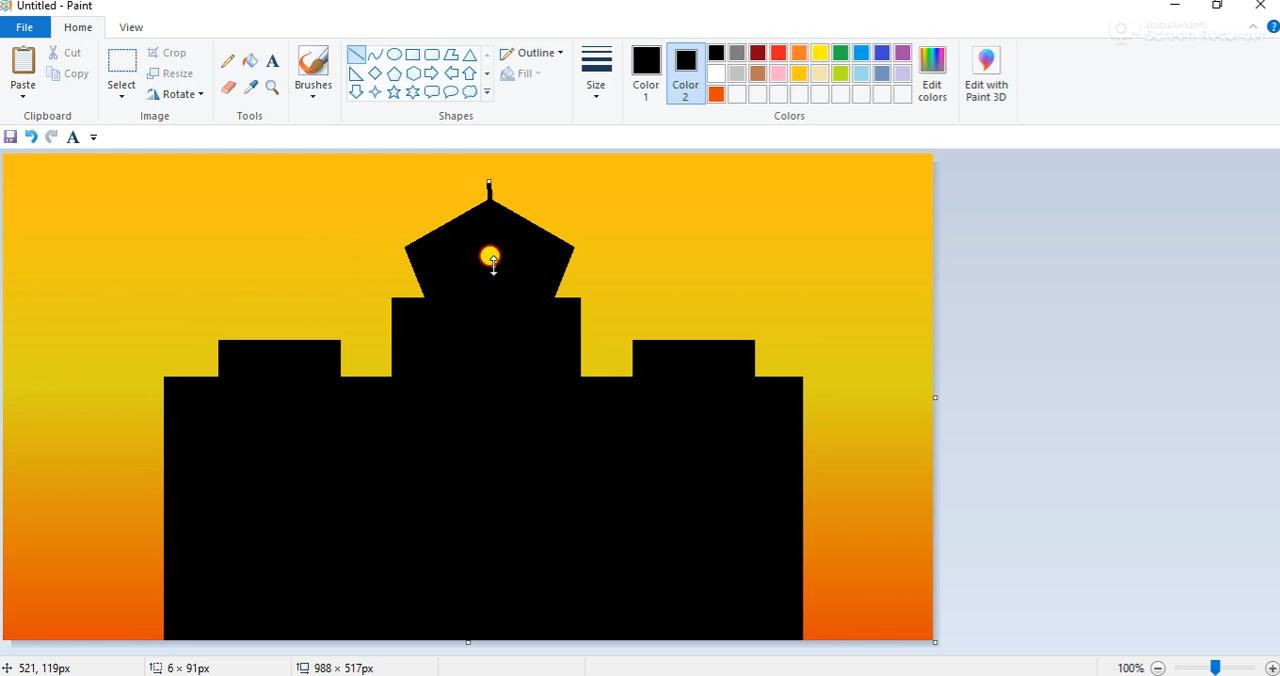 Untitled - Paint
File Home View
Cut
Copy
Paste
Clipboard
Select
Crop
Resize
Rotate
Image
A
Tools
Brushes
Shapes
Outline
Fill
Size
Color 1
Color 2
Edit colors
Colors
Edit with Paint 3D
Screen Recorder
?
A
521, 119px
6 × 91px
988 × 517px
100%